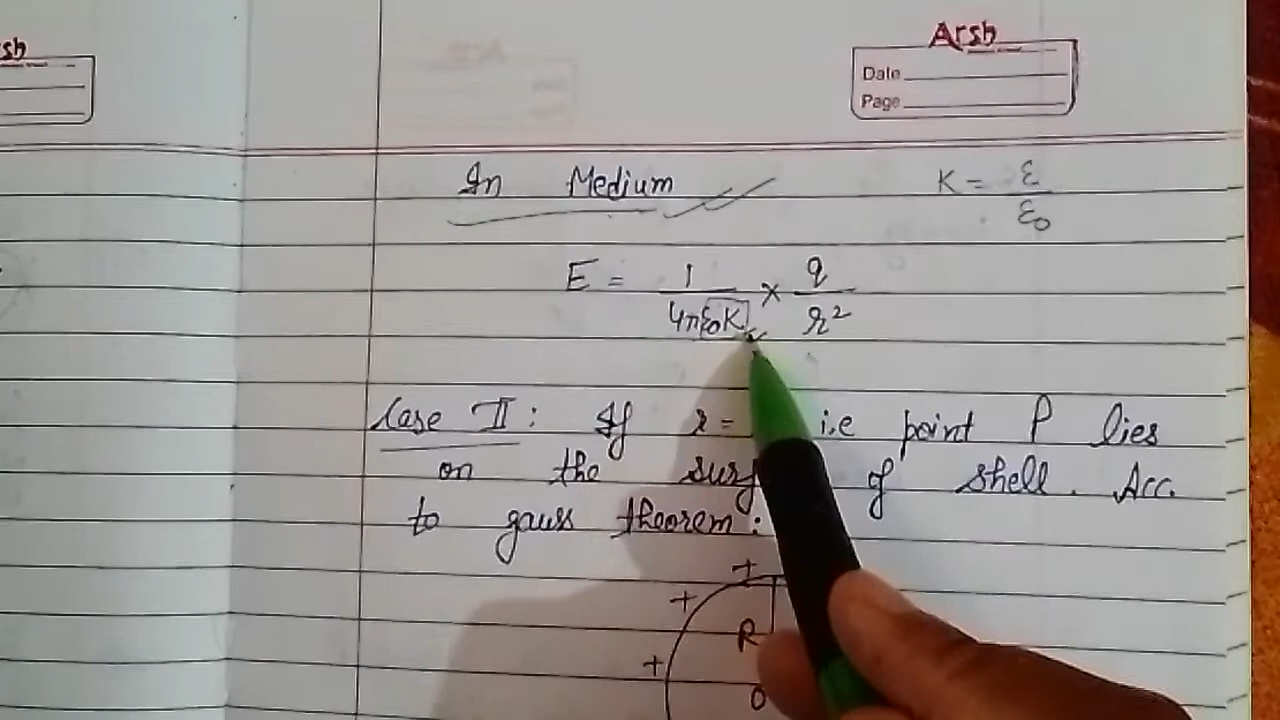 sh
Arsh
Date
Page
In Medium K = ε/ε₀
E = 1/4πε₀K × q/r²
Case II: If r = i.e point P lies
on the of shell. Acc.
to gauss theorem:
+
+
R
+
O